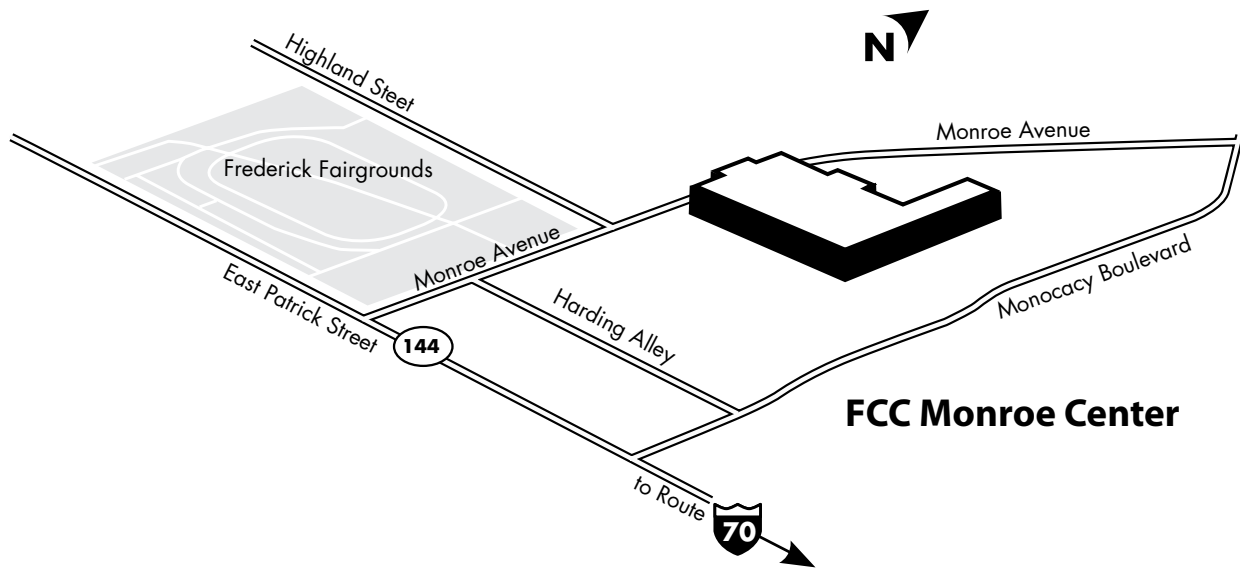 N
Highland Steet
Monroe Avenue
Frederick Fairgrounds
Monroe Avenue
Monocacy Boulevard
East Patrick Street
Harding Alley
144
FCC Monroe Center
to Route
70